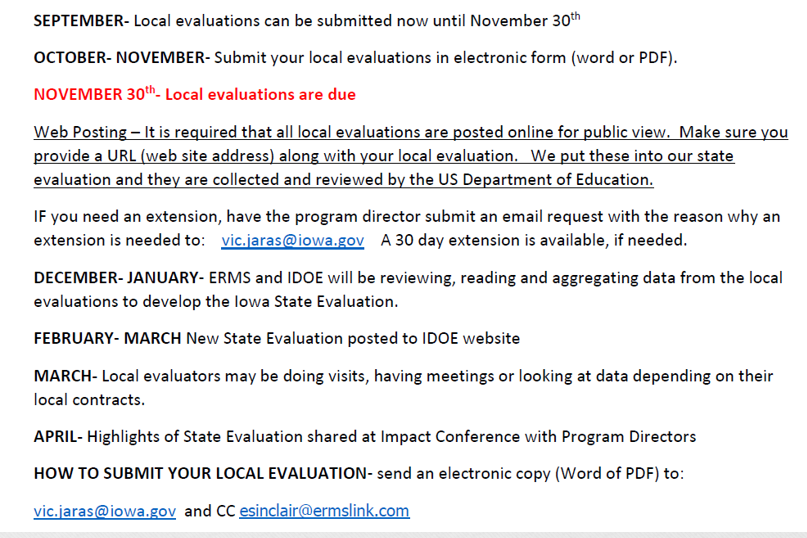 SEPTEMBER- Local evaluations can be submitted now until November 30th
OCTOBER- NOVEMBER- Submit your local evaluations in electronic form (word or PDF).
NOVEMBER 30th- Local evaluations are due
Web Posting – It is required that all local evaluations are posted online for public view.  Make sure you
provide a URL (web site address) along with your local evaluation.   We put these into our state
evaluation and they are collected and reviewed by the US Department of Education.
IF you need an extension, have the program director submit an email request with the reason why an
extension is needed to:   vic.jaras@iowa.gov   A 30 day extension is available, if needed.
DECEMBER- JANUARY- ERMS and IDOE will be reviewing, reading and aggregating data from the local
evaluations to develop the Iowa State Evaluation.
FEBRUARY- MARCH New State Evaluation posted to IDOE website
MARCH- Local evaluators may be doing visits, having meetings or looking at data depending on their
local contracts.
APRIL- Highlights of State Evaluation shared at Impact Conference with Program Directors
HOW TO SUBMIT YOUR LOCAL EVALUATION- send an electronic copy (Word of PDF) to:
vic.jaras@iowa.gov  and CC esinclair@ermslink.com